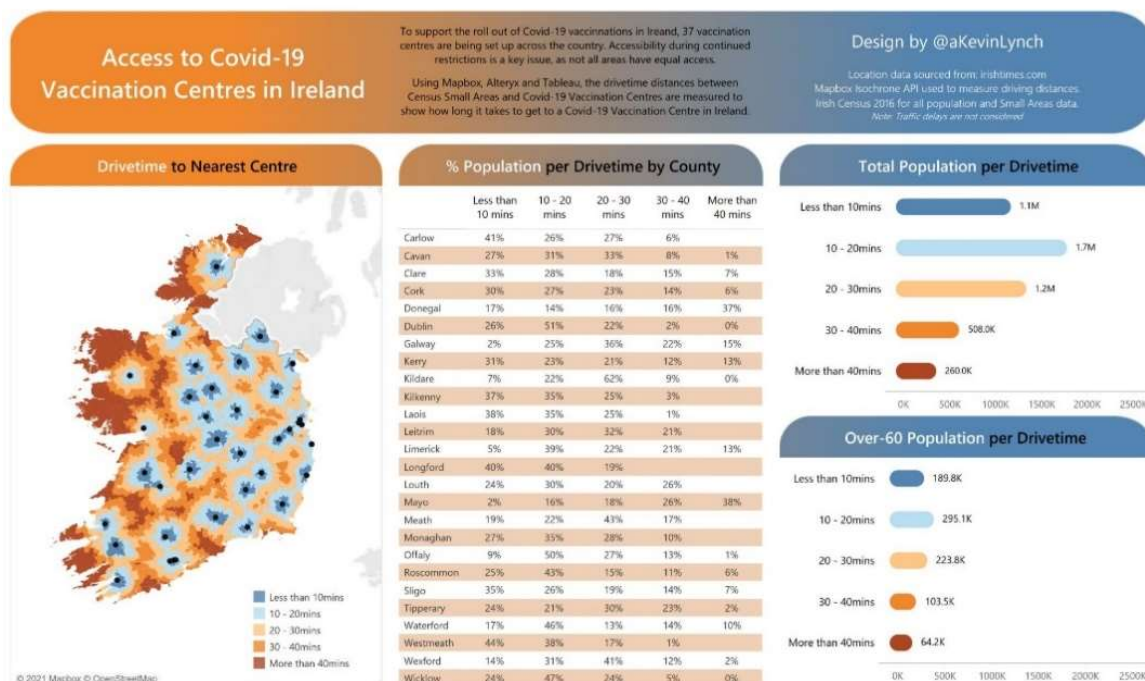 Access to Covid-19
Vaccination Centres in Ireland
To support the roll out of Covid-19 vaccinnations in Ireand, 37 vaccination
centres are being set up across the country. Accessibility during continued
restrictions is a key issue, as not all areas have equal access.
Using Mapbox, Alteryx and Tableau, the drivetime distances between
Census Small Areas and Covid-19 Vaccination Centres are measured to
show how long it takes to get to a Covid-19 Vaccination Centre in Ireland.
Design by @aKevinLynch
Location data sourced from: irishtimes.com
Mapbox Isochrone API used to measure driving distances.
Irish Census 2016 for all population and Small Areas data.
Note: Traffic delays are not considered
Drivetime to Nearest Centre
Less than 10mins
10 - 20mins
20 - 30mins
30 - 40mins
More than 40mins
© 2021 Mapbox © OpenStreetMap
% Population per Drivetime by County
Less than 10 - 20 20 - 30 30 - 40 More than
10 mins mins mins mins 40 mins
Carlow 41% 26% 27% 6%
Cavan 27% 31% 33% 8% 1%
Clare 33% 28% 18% 15% 7%
Cork 30% 27% 23% 14% 6%
Donegal 17% 14% 16% 16% 37%
Dublin 26% 51% 22% 2% 0%
Galway 2% 25% 36% 22% 15%
Kerry 31% 23% 21% 12% 13%
Kildare 7% 22% 62% 9% 0%
Kilkenny 37% 35% 25% 3%
Laois 38% 35% 25% 1%
Leitrim 18% 30% 32% 21%
Limerick 5% 39% 22% 21% 13%
Longford 40% 40% 19%
Louth 24% 30% 20% 26%
Mayo 2% 16% 18% 26% 38%
Meath 19% 22% 43% 17%
Monaghan 27% 35% 28% 10%
Offaly 9% 50% 27% 13% 1%
Roscommon 25% 43% 15% 11% 6%
Sligo 35% 26% 19% 14% 7%
Tipperary 24% 21% 30% 23% 2%
Waterford 17% 46% 13% 14% 10%
Westmeath 44% 38% 17% 1%
Wexford 14% 31% 41% 12% 2%
Wicklow 24% 47% 24% 5% 0%
Total Population per Drivetime
Less than 10mins 1.1M
10 - 20mins 1.7M
20 - 30mins 1.2M
30 - 40mins 508.0K
More than 40mins 260.0K
0K 500K 1000K 1500K 2000K 2500K
Over-60 Population per Drivetime
Less than 10mins 189.8K
10 - 20mins 295.1K
20 - 30mins 223.8K
30 - 40mins 103.5K
More than 40mins 64.2K
0K 500K 1000K 1500K 2000K 2500K